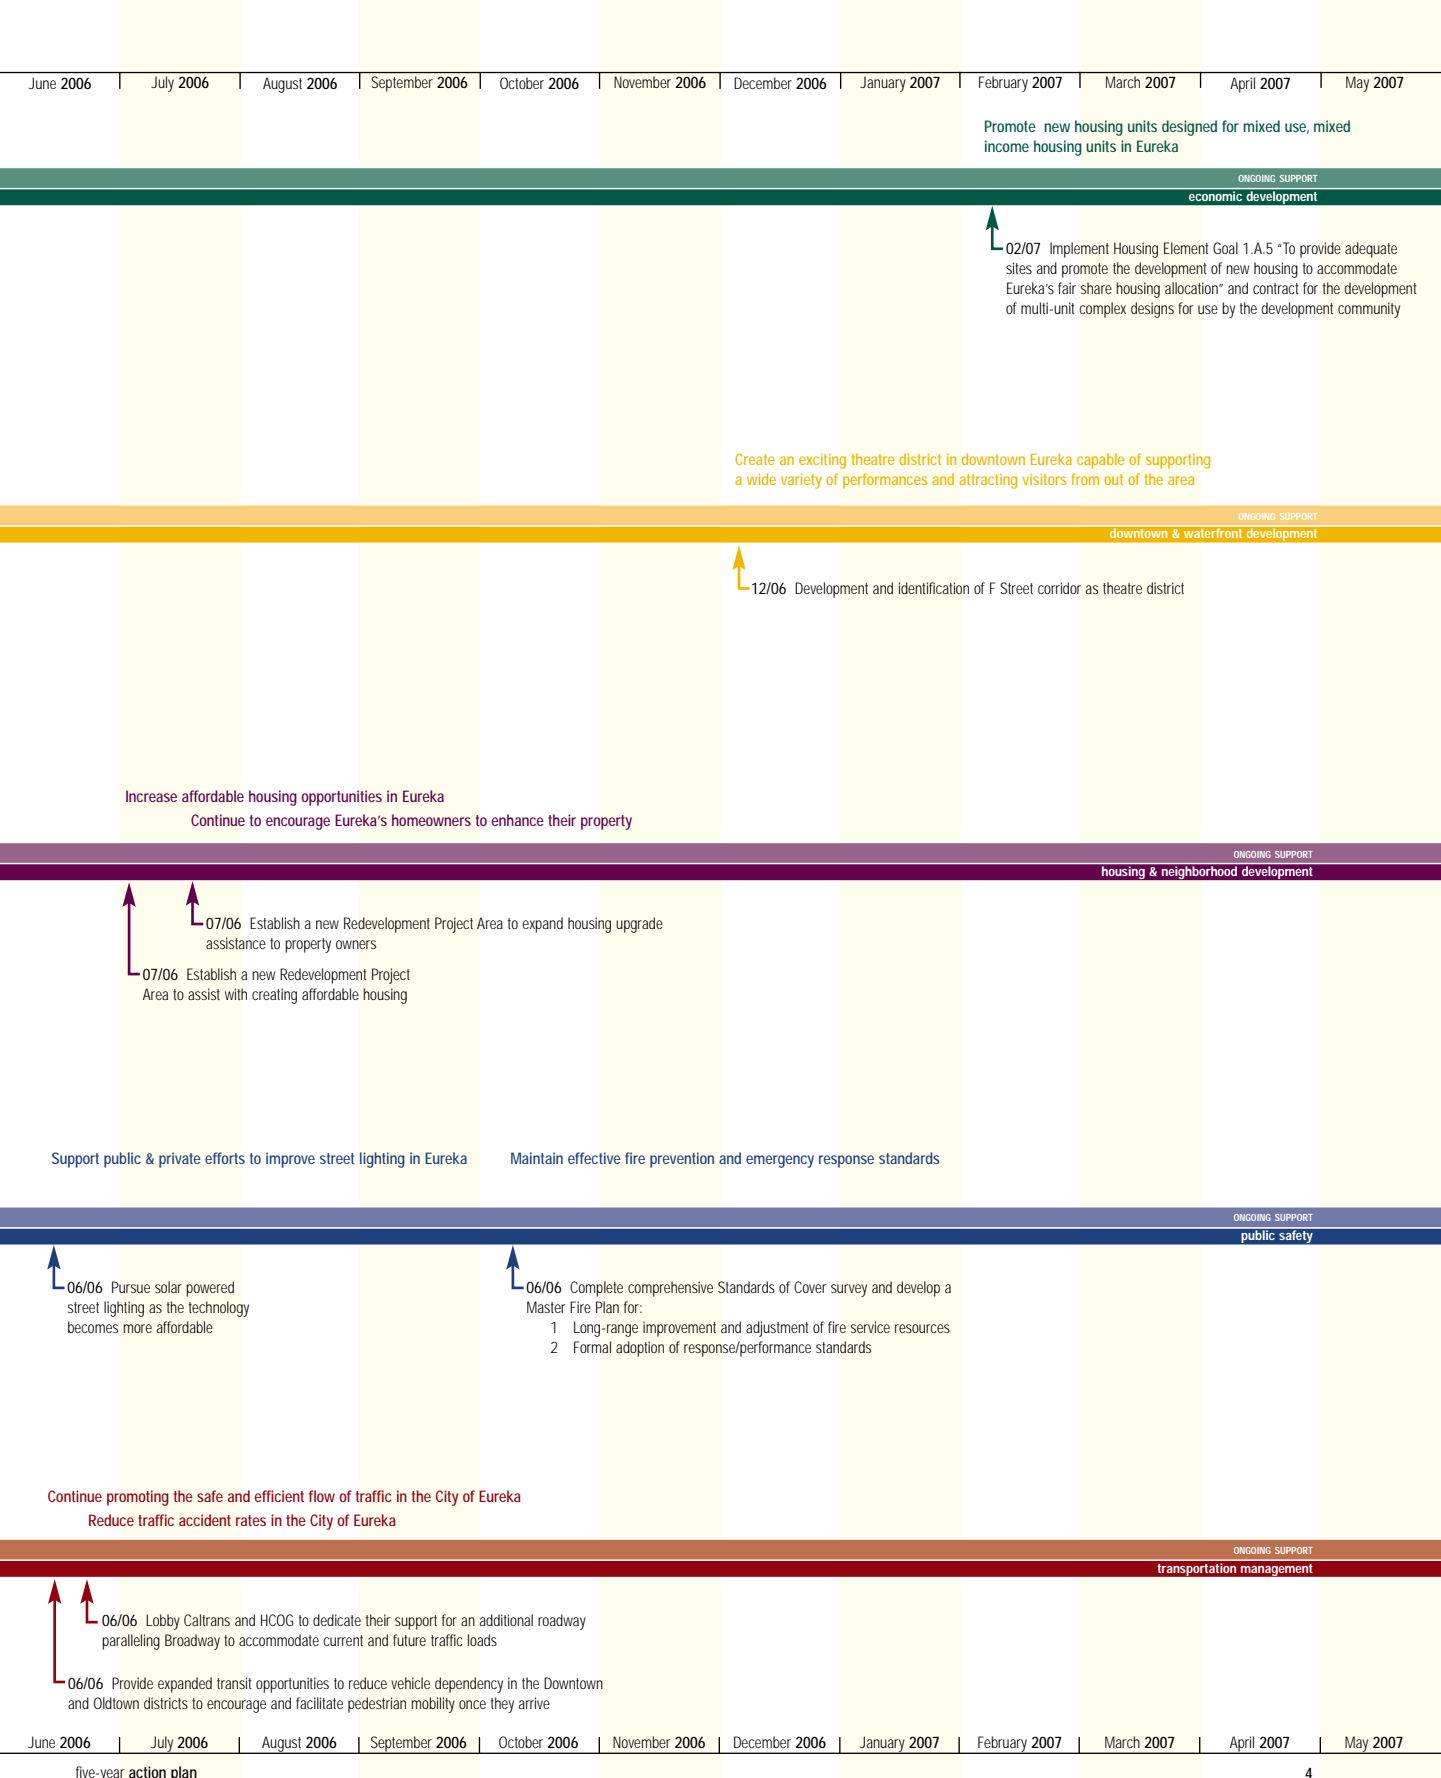 June 2006 July 2006 August 2006 September 2006 October 2006 November 2006 December 2006 January 2007 February 2007 March 2007 April 2007 May 2007
Promote new housing units designed for mixed use, mixed
income housing units in Eureka
ONGOING SUPPORT
economic development
02/07 Implement Housing Element Goal 1.A.5 “To provide adequate
sites and promote the development of new housing to accommodate
Eureka’s fair share housing allocation” and contract for the development
of multi-unit complex designs for use by the development community
Create an exciting theatre district in downtown Eureka capable of supporting
a wide variety of performances and attracting visitors from out of the area
ONGOING SUPPORT
downtown & waterfront development
12/06 Development and identification of F Street corridor as theatre district
Increase affordable housing opportunities in Eureka
Continue to encourage Eureka’s homeowners to enhance their property
ONGOING SUPPORT
housing & neighborhood development
07/06 Establish a new Redevelopment Project Area to expand housing upgrade
assistance to property owners
07/06 Establish a new Redevelopment Project
Area to assist with creating affordable housing
Support public & private efforts to improve street lighting in Eureka
Maintain effective fire prevention and emergency response standards
ONGOING SUPPORT
public safety
06/06 Pursue solar powered
street lighting as the technology
becomes more affordable
06/06 Complete comprehensive Standards of Cover survey and develop a
Master Fire Plan for:
1 Long-range improvement and adjustment of fire service resources
2 Formal adoption of response/performance standards
Continue promoting the safe and efficient flow of traffic in the City of Eureka
Reduce traffic accident rates in the City of Eureka
ONGOING SUPPORT
transportation management
06/06 Lobby Caltrans and HCOG to dedicate their support for an additional roadway
paralleling Broadway to accommodate current and future traffic loads
06/06 Provide expanded transit opportunities to reduce vehicle dependency in the Downtown
and Oldtown districts to encourage and facilitate pedestrian mobility once they arrive
June 2006 July 2006 August 2006 September 2006 October 2006 November 2006 December 2006 January 2007 February 2007 March 2007 April 2007 May 2007
five-year action plan
4